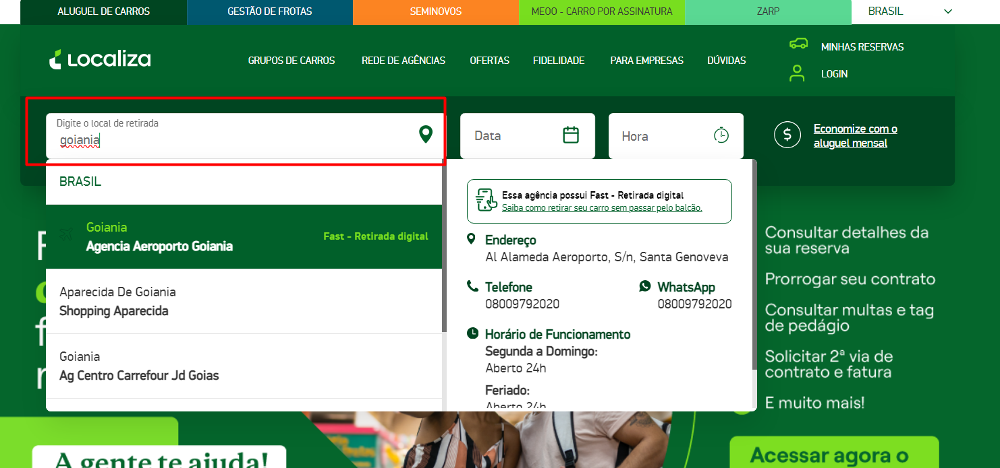 ALUGUEL DE CARROS
GESTÃO DE FROTAS
SEMINOVOS
MEOO - CARRO POR ASSINATURA
ZARP
BRASIL
Localiza
GRUPOS DE CARROS
REDE DE AGÊNCIAS
OFERTAS
FIDELIDADE
PARA EMPRESAS
DÚVIDAS
MINHAS RESERVAS
LOGIN
Digite o local de retirada
goiania
Data
Hora
Economize com o
aluguel mensal
BRASIL
Goiania
Agencia Aeroporto Goiania
Fast - Retirada digital
Aparecida De Goiania
Shopping Aparecida
Goiania
Ag Centro Carrefour Jd Goias
Essa agência possui Fast - Retirada digital
Saiba como retirar seu carro sem passar pelo balcão.
Endereço
Al Alameda Aeroporto, S/n, Santa Genoveva
Telefone
08009792020
WhatsApp
08009792020
Horário de Funcionamento
Segunda a Domingo:
Aberto 24h
Feriado:
Aberto 24h
Consultar detalhes da
sua reserva
Prorrogar seu contrato
Consultar multas e tag
de pedágio
Solicitar 2ª via de
contrato e fatura
E muito mais!
A gente te ajuda!
Acessar agora o